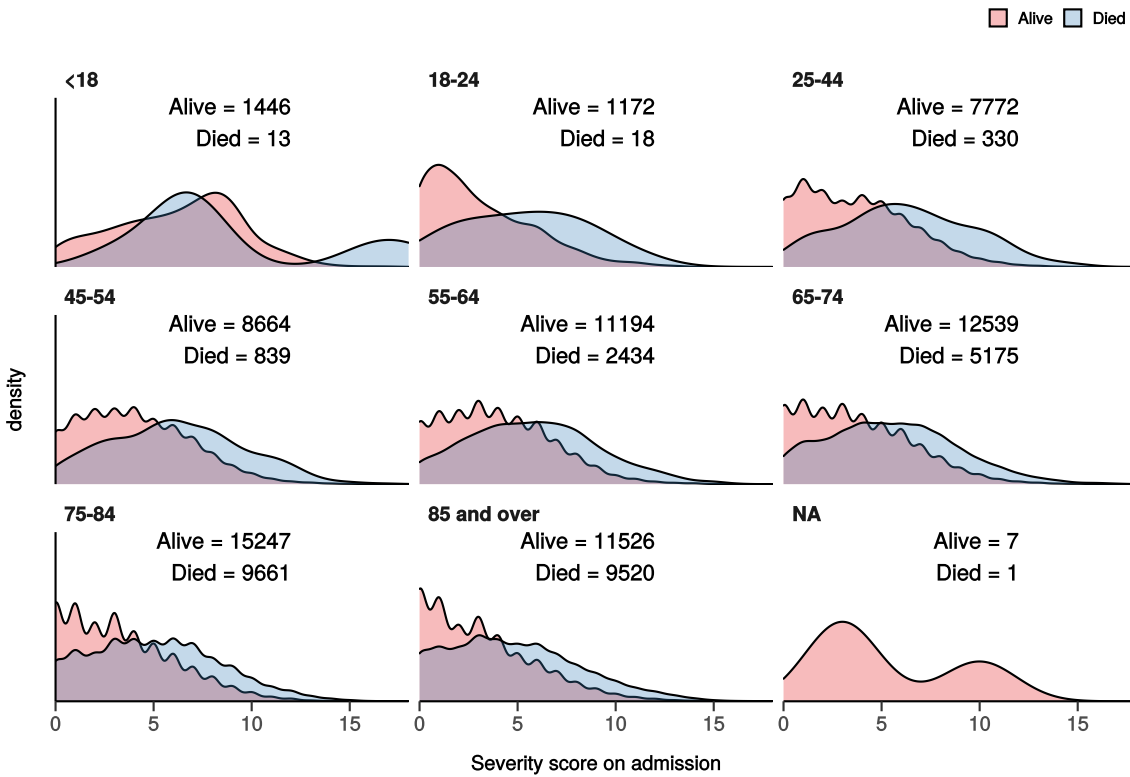 Alive Died
<18
Alive = 1446
Died = 13
18-24
Alive = 1172
Died = 18
25-44
Alive = 7772
Died = 330
45-54
Alive = 8664
Died = 839
55-64
Alive = 11194
Died = 2434
65-74
Alive = 12539
Died = 5175
density
75-84
Alive = 15247
Died = 9661
85 and over
Alive = 11526
Died = 9520
NA
Alive = 7
Died = 1
0 5 10 15
0 5 10 15
0 5 10 15
Severity score on admission